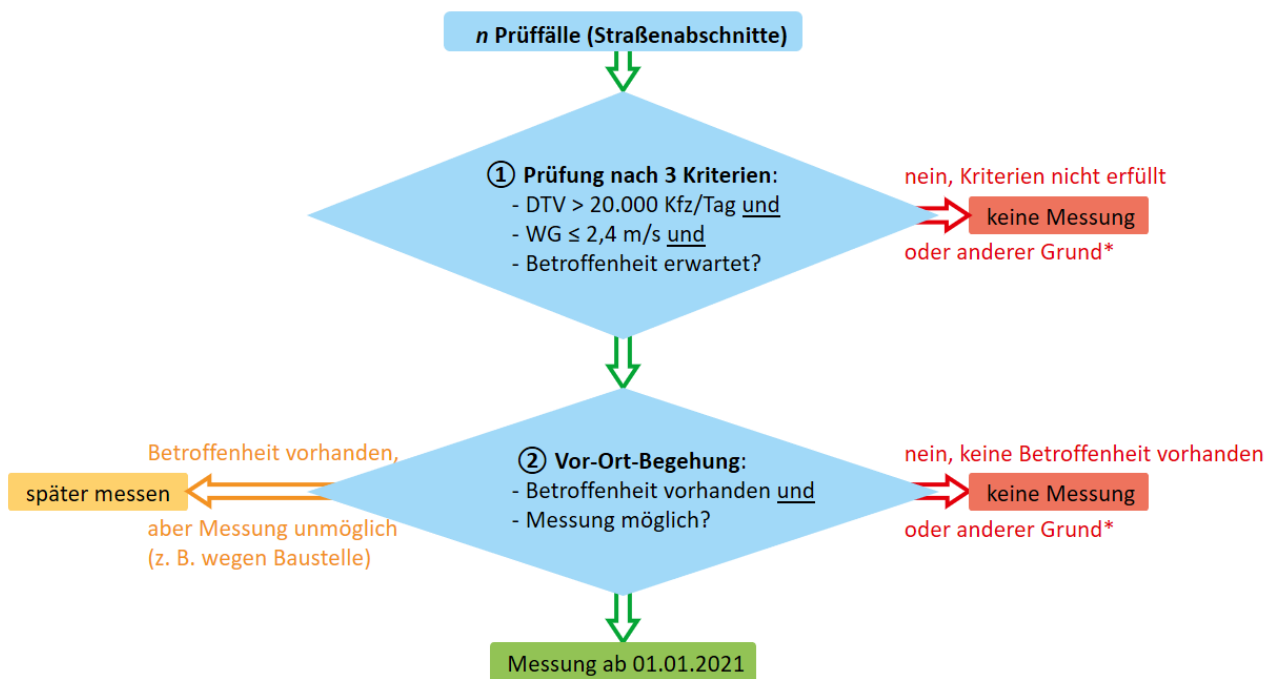 n Prüffälle (Straßenabschnitte)
① Prüfung nach 3 Kriterien:
- DTV > 20.000 Kfz/Tag und
- WG ≤ 2,4 m/s und
- Betroffenheit erwartet?
nein, Kriterien nicht erfüllt
keine Messung
oder anderer Grund*
Betroffenheit vorhanden,
später messen
aber Messung unmöglich
(z. B. wegen Baustelle)
② Vor-Ort-Begehung:
- Betroffenheit vorhanden und
- Messung möglich?
nein, keine Betroffenheit vorhanden
keine Messung
oder anderer Grund*
Messung ab 01.01.2021